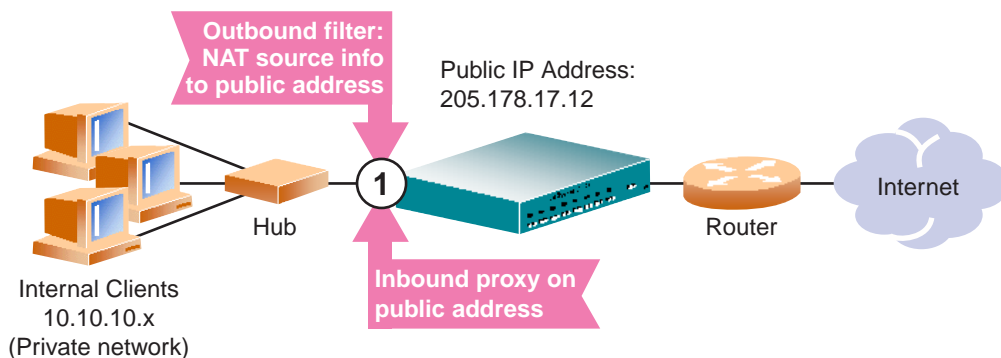 Outbound filter:
NAT source info
to public address
Public IP Address:
205.178.17.12
1
Hub
Router
Internet
Inbound proxy on
public address
Internal Clients
10.10.10.x
(Private network)